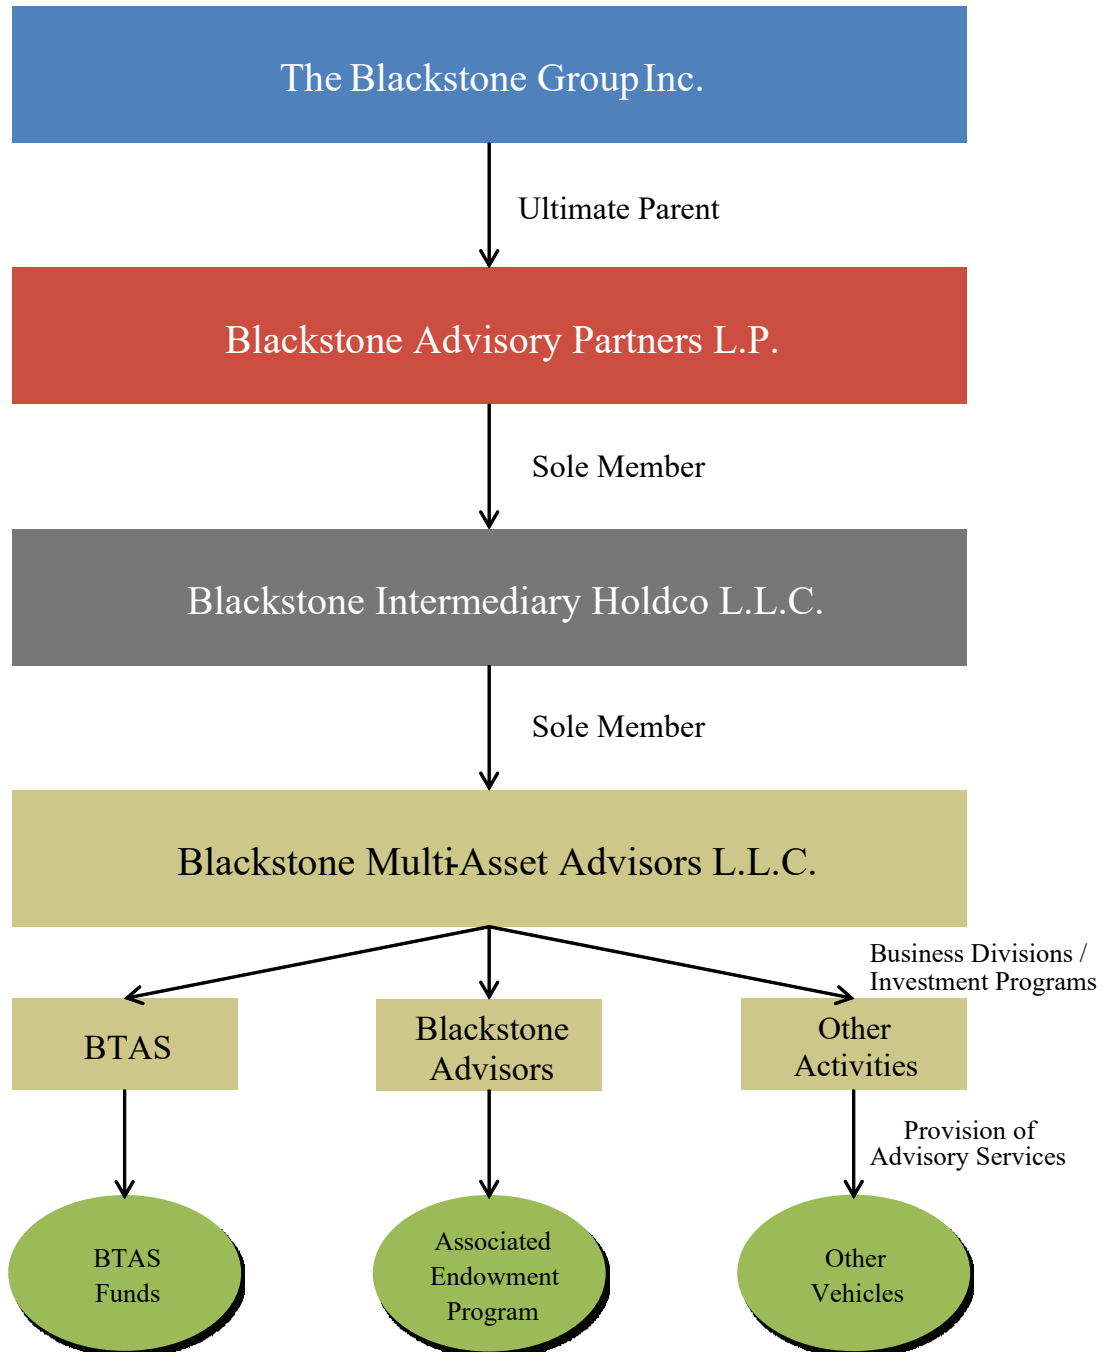 The Blackstone Group Inc.
Ultimate Parent
Blackstone Advisory Partners L.P.
Sole Member
Blackstone Intermediary Holdco L.L.C.
Sole Member
Blackstone Multi-Asset Advisors L.L.C.
Business Divisions /
Investment Programs
BTAS
Blackstone
Advisors
Other
Activities
Provision of
Advisory Services
BTAS
Funds
Associated
Endowment
Program
Other
Vehicles